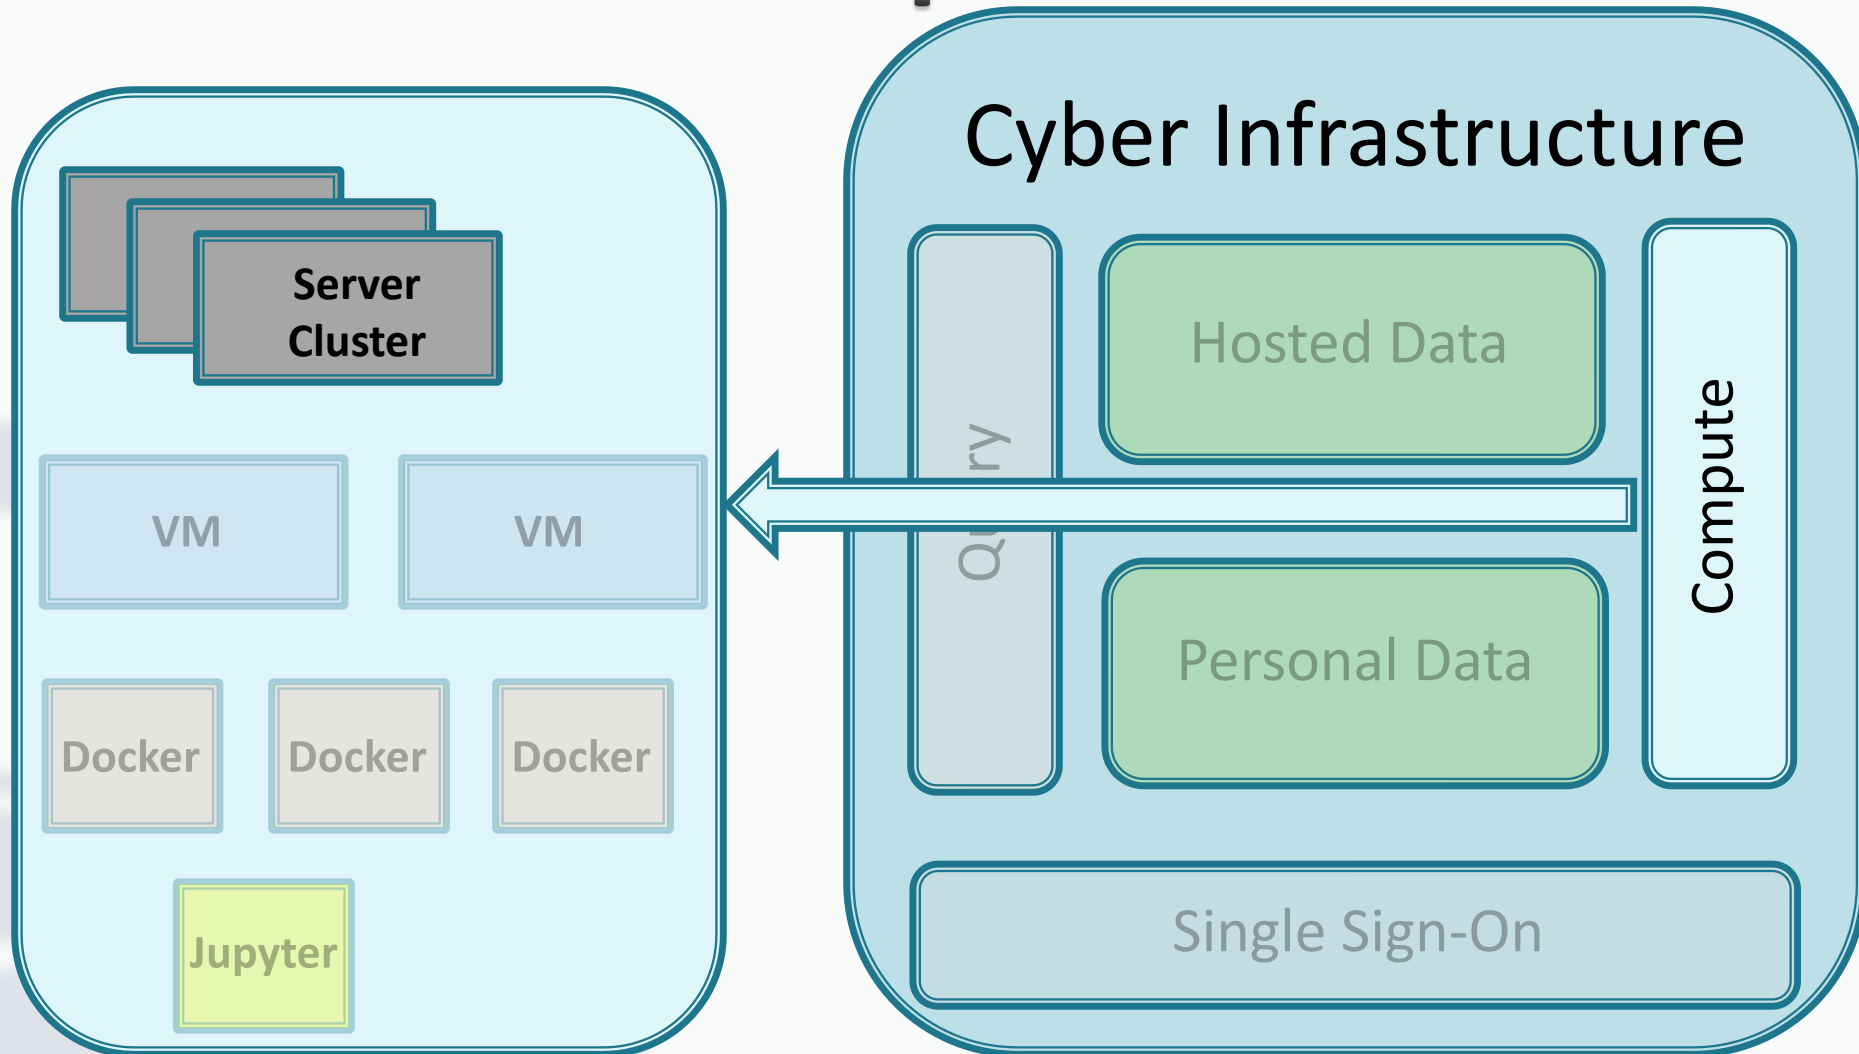 Cyber Infrastructure
Server
Cluster
VM
VM
Docker
Docker
Docker
Jupyter
Hosted Data
Personal Data
Compute
Single Sign-On